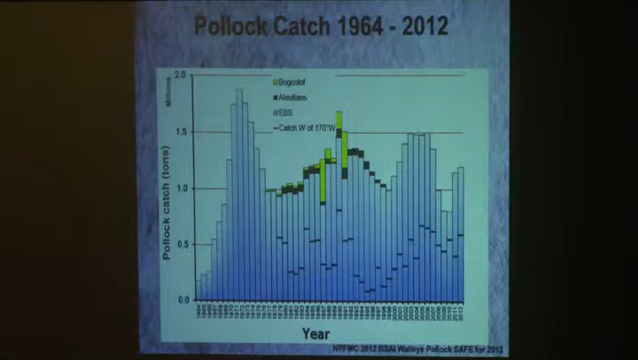 Pollock Catch 1964 - 2012
Millions
2.0
Bogoslof
Aleutians
EBS
Catch W of 170°W
1.5
1.0
0.5
0.0
Pollock catch (tons)
Year
NPFMC 2012 BSAI Walleye Pollock SAFE for 2012